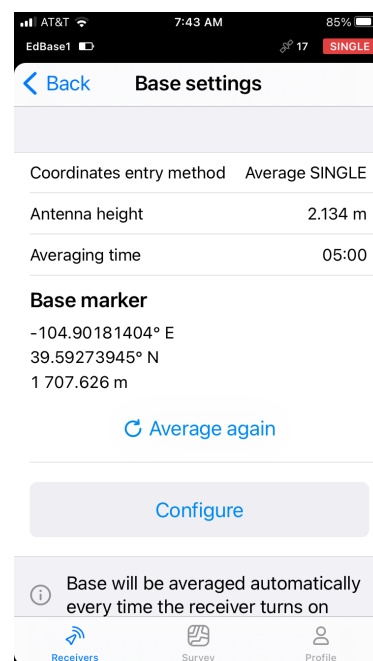 AT&T 7:43 AM 85%
EdBase1 17 SINGLE
Back Base settings
Coordinates entry method Average SINGLE
Antenna height 2.134 m
Averaging time 05:00
Base marker
-104.90181404° E
39.59273945° N
1 707.626 m
Average again
Configure
Base will be averaged automatically
every time the receiver turns on
Receivers Survey Profile